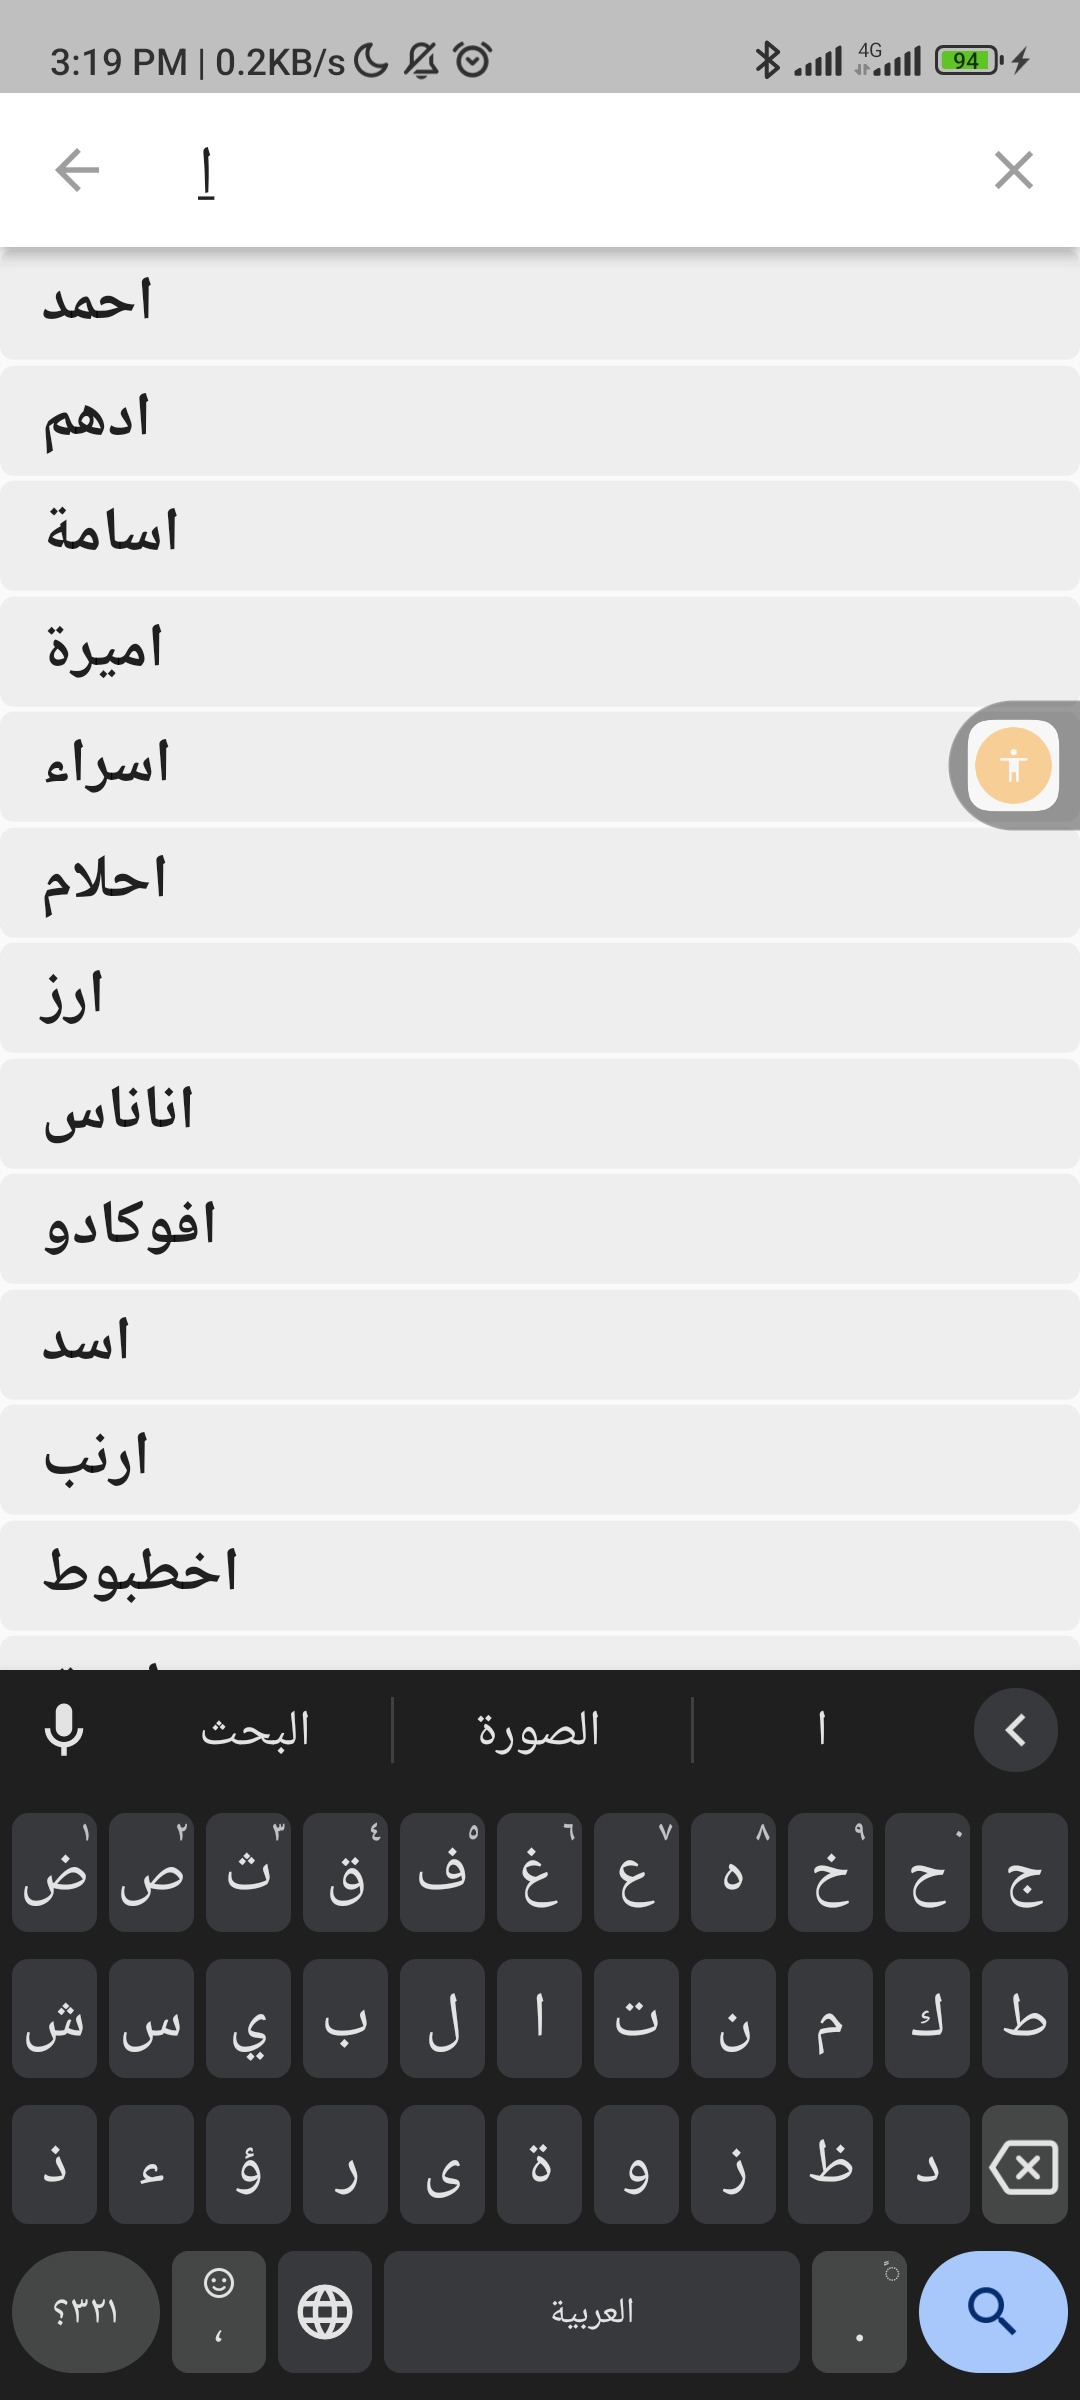 3:19 PM | 0.2KB/s 4G 94
ا
احمد
ادهم
اسامة
اميرة
اسراء
احلام
ارز
اناناس
افوكادو
اسد
ارنب
اخطبوط
البحث الصورة ا
١ ٢ ٣ ٤ ٥ ٦ ٧ ٨ ٩ ٠
ض ص ث ق ف غ ع ه خ ح ج
ش س ي ب ل ا ت ن م ك ط
ذ ء ؤ ر ى ة و ز ظ د
؟٣٢١ ، العربية .